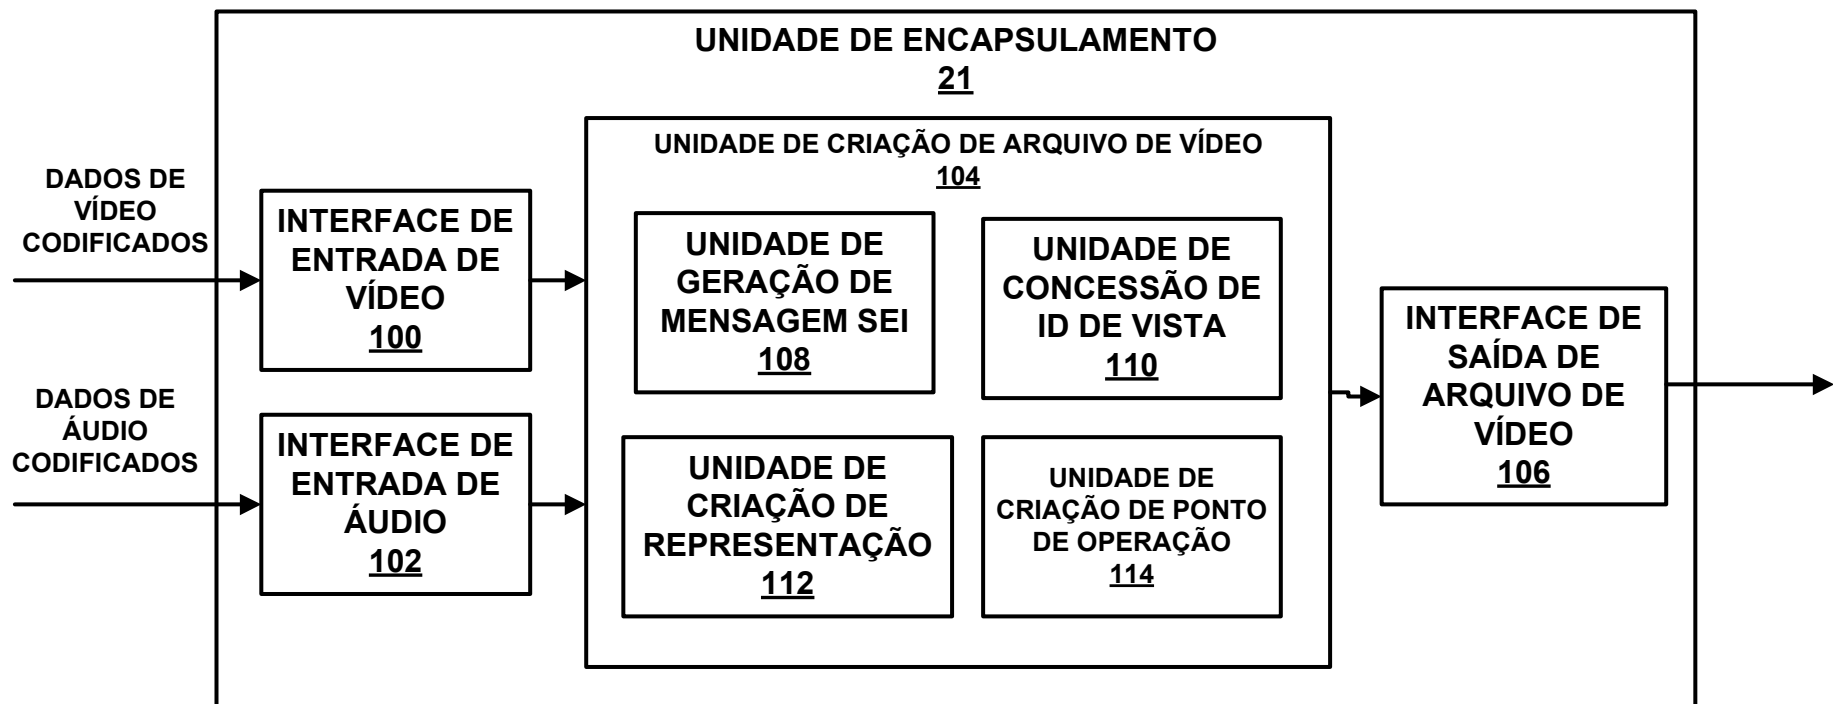 UNIDADE DE ENCAPSULAMENTO
21
UNIDADE DE CRIAÇÃO DE ARQUIVO DE VÍDEO
104
DADOS DE
VÍDEO
CODIFICADOS
INTERFACE DE
ENTRADA DE
VÍDEO
100
UNIDADE DE
GERAÇÃO DE
MENSAGEM SEI
108
UNIDADE DE
CONCESSÃO DE
ID DE VISTA
110
INTERFACE DE
SAÍDA DE
ARQUIVO DE
VÍDEO
106
DADOS DE
ÁUDIO
CODIFICADOS
INTERFACE DE
ENTRADA DE
ÁUDIO
102
UNIDADE DE
CRIAÇÃO DE
REPRESENTAÇÃO
112
UNIDADE DE
CRIAÇÃO DE PONTO
DE OPERAÇÃO
114